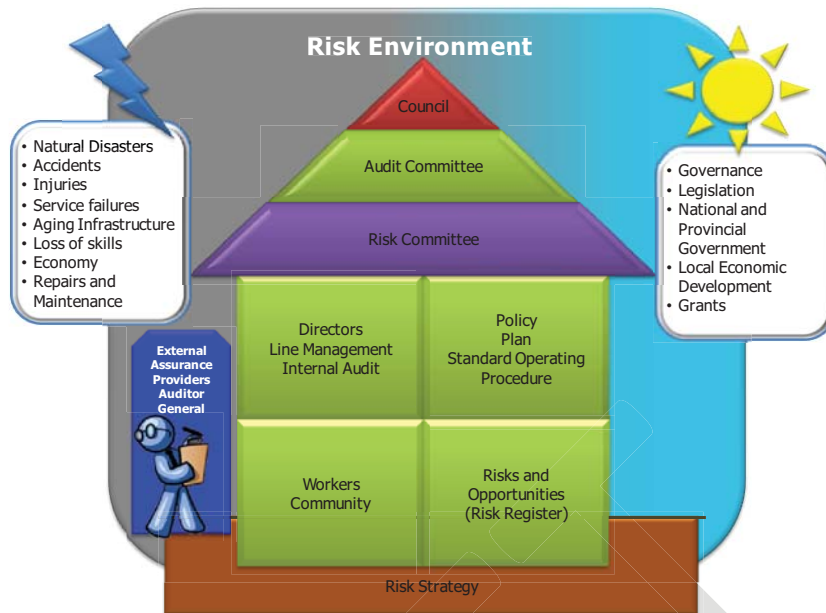 Risk Environment
Council
Audit Committee
Risk Committee
• Natural Disasters
• Accidents
• Injuries
• Service failures
• Aging Infrastructure
• Loss of skills
• Economy
• Repairs and
Maintenance
• Governance
• Legislation
• National and
Provincial
Government
• Local Economic
Development
• Grants
External
Assurance
Providers
Auditor
General
Directors
Line Management
Internal Audit
Policy
Plan
Standard Operating
Procedure
Workers
Community
Risks and
Opportunities
(Risk Register)
Risk Strategy